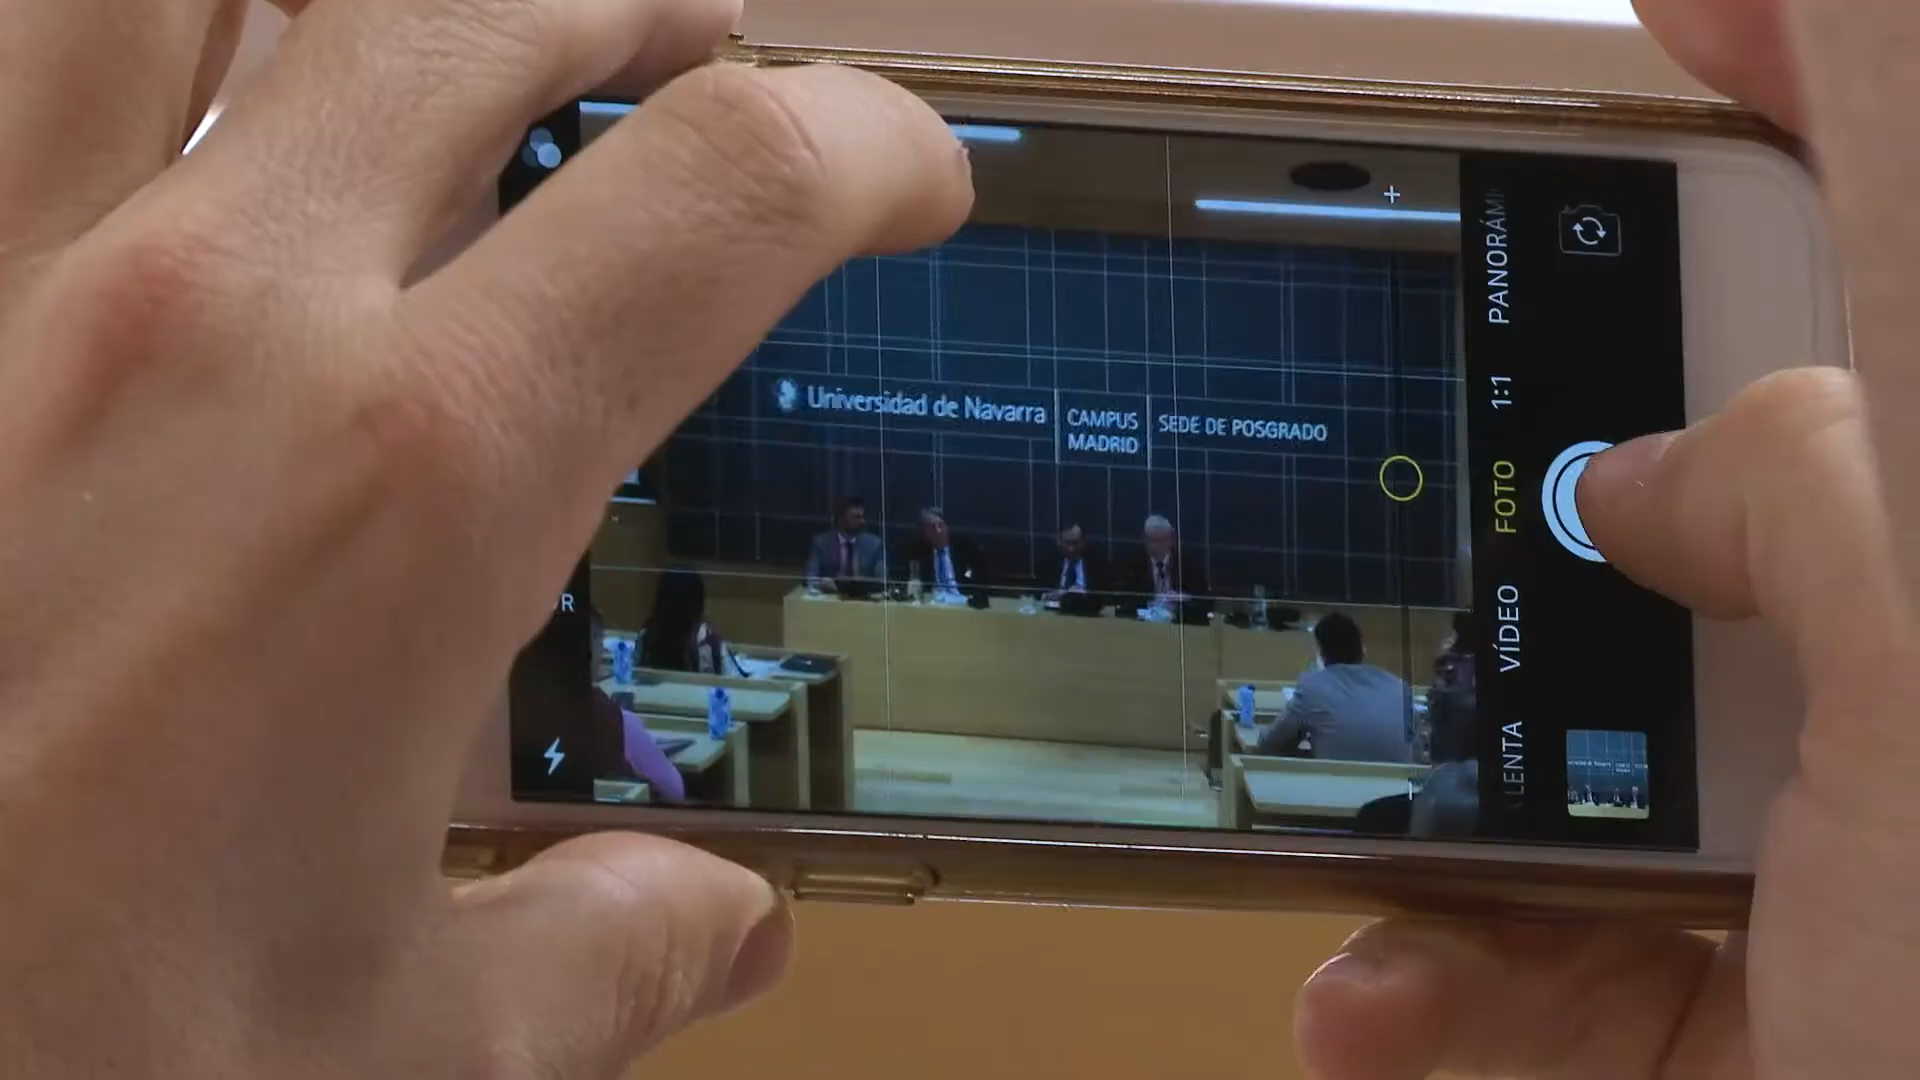 Universidad de Navarra
CAMPUS
MADRID
SEDE DE POSGRADO
PANORÁMI
1:1
FOTO
VÍDEO
LENTA